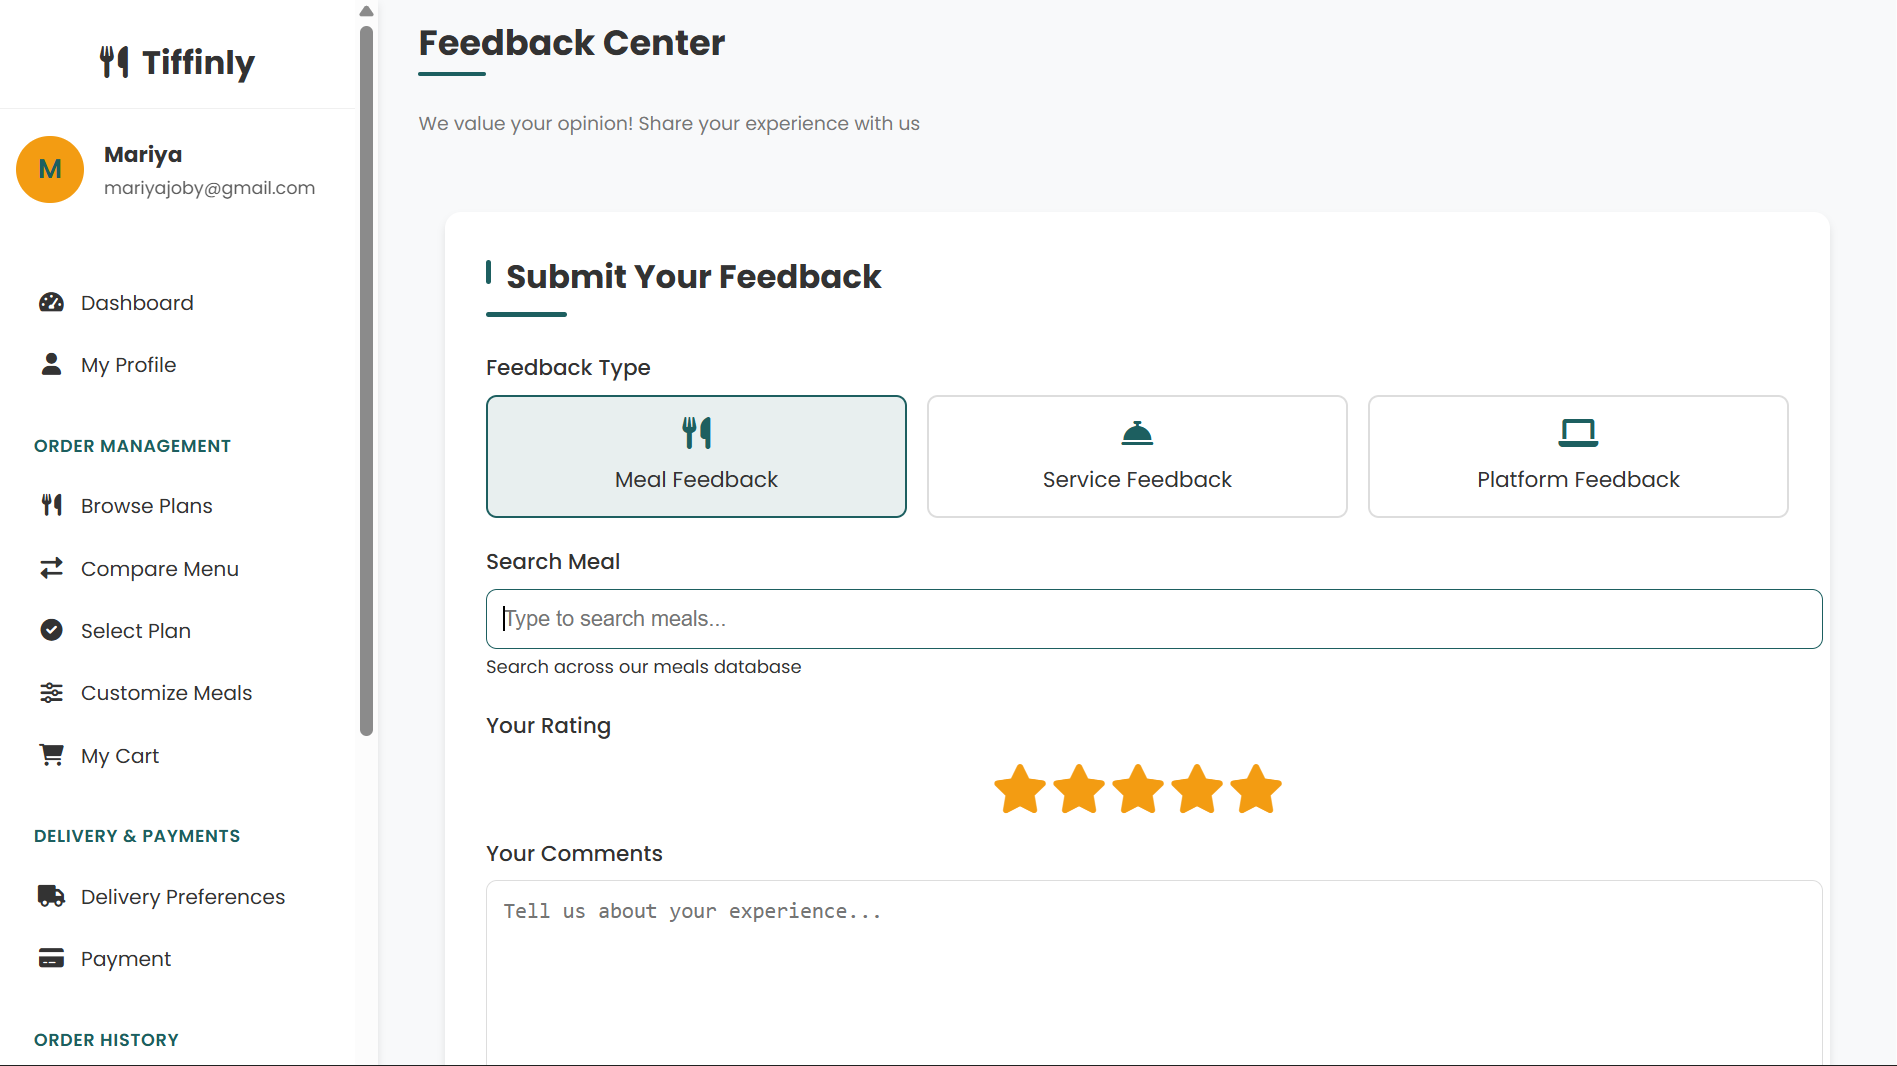 Tiffinly
M
Mariya
mariyajoby@gmail.com
Dashboard
My Profile
ORDER MANAGEMENT
Browse Plans
Compare Menu
Select Plan
Customize Meals
My Cart
DELIVERY & PAYMENTS
Delivery Preferences
Payment
ORDER HISTORY
Feedback Center
We value your opinion! Share your experience with us
Submit Your Feedback
Feedback Type
Meal Feedback
Service Feedback
Platform Feedback
Search Meal
Type to search meals...
Search across our meals database
Your Rating
Your Comments
Tell us about your experience...